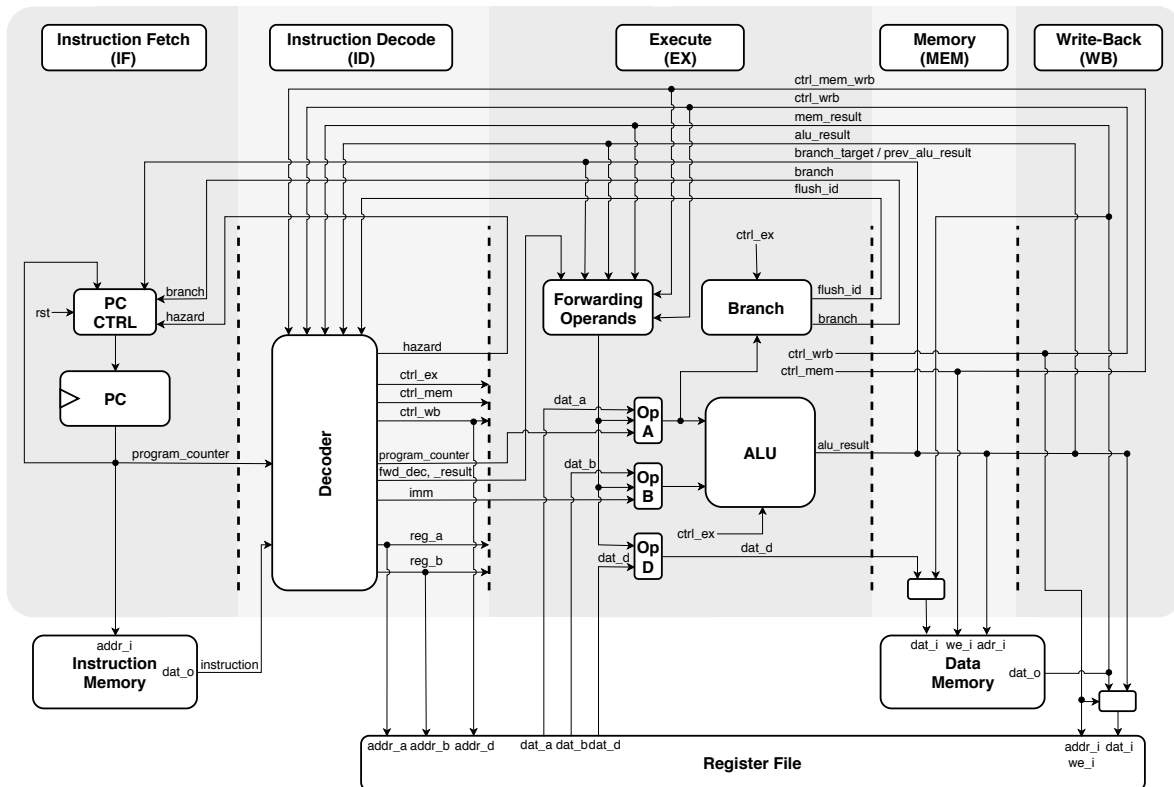 Instruction Fetch
(IF)
Instruction Decode
(ID)
Execute
(EX)
Memory
(MEM)
Write-Back
(WB)
ctrl_mem_wrb
ctrl_wrb
mem_result
alu_result
branch_target / prev_alu_result
branch
flush_id
ctrl_ex
PC
CTRL
rst
branch
hazard
Forwarding
Operands
Branch
flush_id
branch
PC
hazard
ctrl_ex
ctrl_mem
ctrl_wb
ctrl_wrb
ctrl_mem
dat_a
Op
A
ALU
alu_result
program_counter
Decoder
program_counter
fwd_dec, _result
imm
dat_b
Op
B
ctrl_ex
reg_a
reg_b
dat_d
Op
D
dat_d
addr_i
Instruction
Memory
dat_o
instruction
dat_i
we_i
adr_i
Data
Memory
dat_o
addr_a
addr_b
addr_d
dat_a
dat_b
dat_d
addr_i
we_i
dat_i
Register File